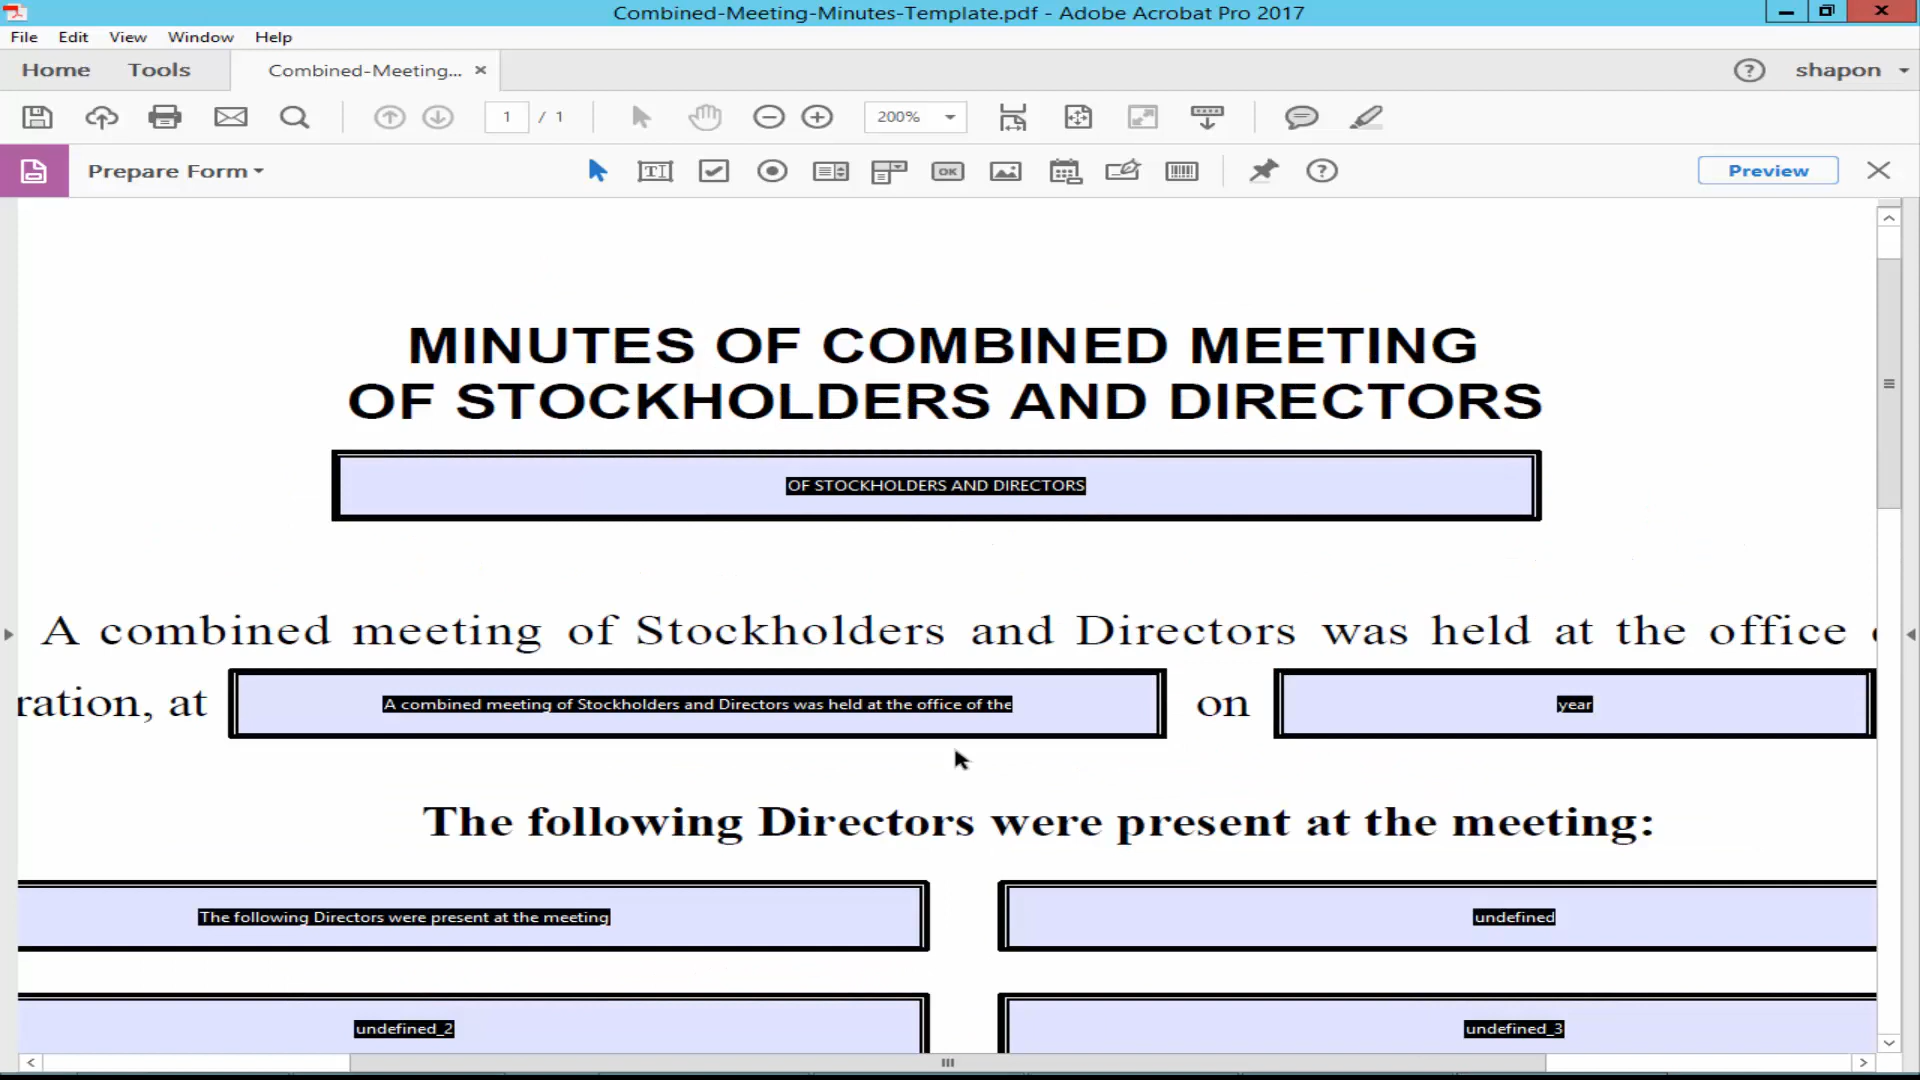 Combined-Meeting-Minutes-Template.pdf - Adobe Acrobat Pro 2017
File Edit View Window Help
Home Tools Combined-Meeting... shapon
1 / 1 200%
Prepare Form OK Preview
MINUTES OF COMBINED MEETING
OF STOCKHOLDERS AND DIRECTORS
OF STOCKHOLDERS AND DIRECTORS
A combined meeting of Stockholders and Directors was held at the office
ration, at A combined meeting of Stockholders and Directors was held at the office of the on year
The following Directors were present at the meeting:
The following Directors were present at the meeting undefined
undefined_2 undefined_3